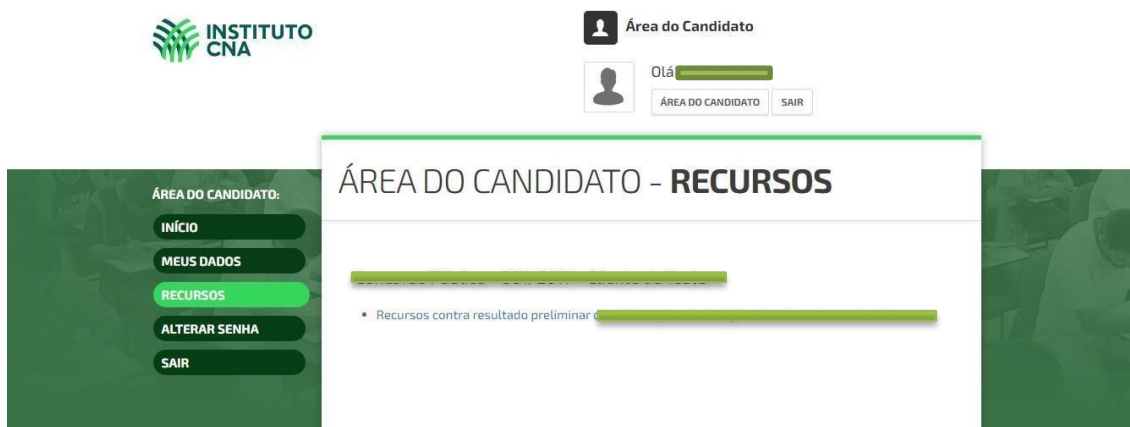 INSTITUTO
CNA
Área do Candidato
Olá
ÁREA DO CANDIDATO
SAIR
ÁREA DO CANDIDATO - RECURSOS
ÁREA DO CANDIDATO:
INÍCIO
MEUS DADOS
RECURSOS
ALTERAR SENHA
SAIR
• Recursos contra resultado preliminar